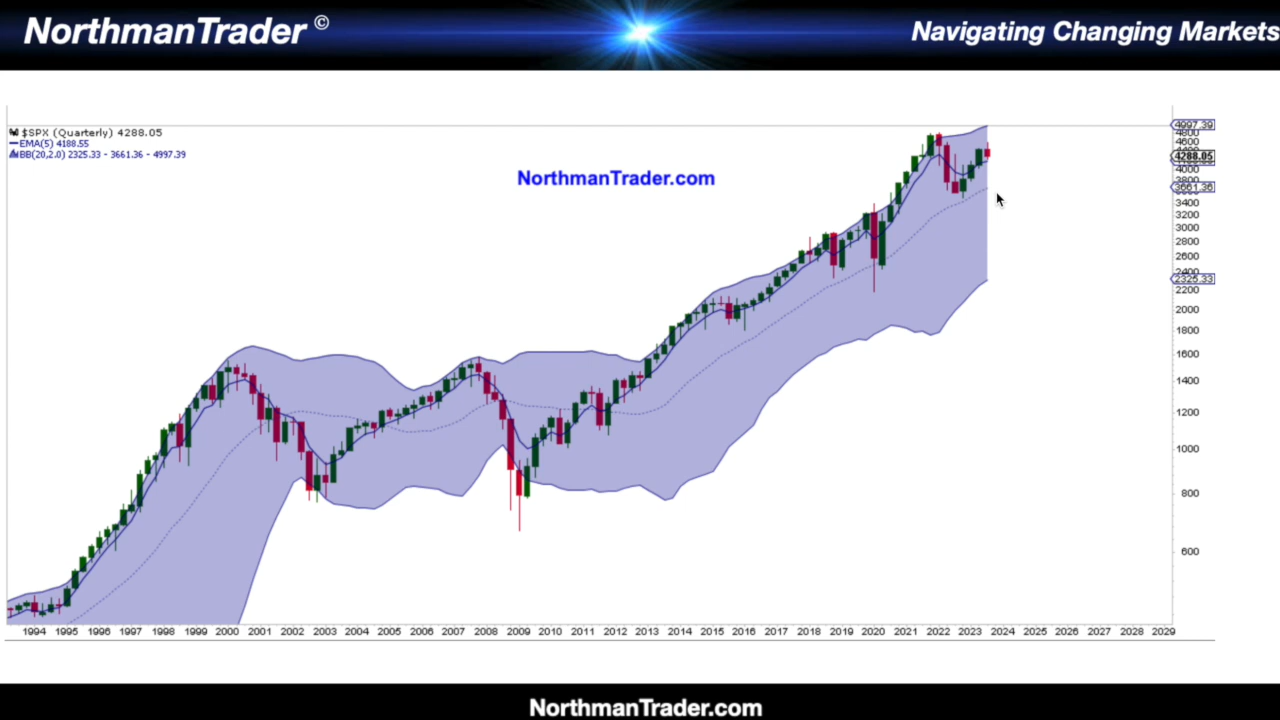 NorthmanTrader ©
Navigating Changing Markets
$SPX (Quarterly) 4288.05
EMA(5) 4188.55
BB(20,2.0) 2325.33 - 3661.36 - 4997.39
NorthmanTrader.com
4997.39
4800
4600
4288.05
4000
3800
3661.36
3400
3200
3000
2800
2600
2400
2325.33
2200
2000
1800
1600
1400
1200
1000
800
600
1994 1995 1996 1997 1998 1999 2000 2001 2002 2003 2004 2005 2006 2007 2008 2009 2010 2011 2012 2013 2014 2015 2016 2017 2018 2019 2020 2021 2022 2023 2024 2025 2026 2027 2028 2029
NorthmanTrader.com